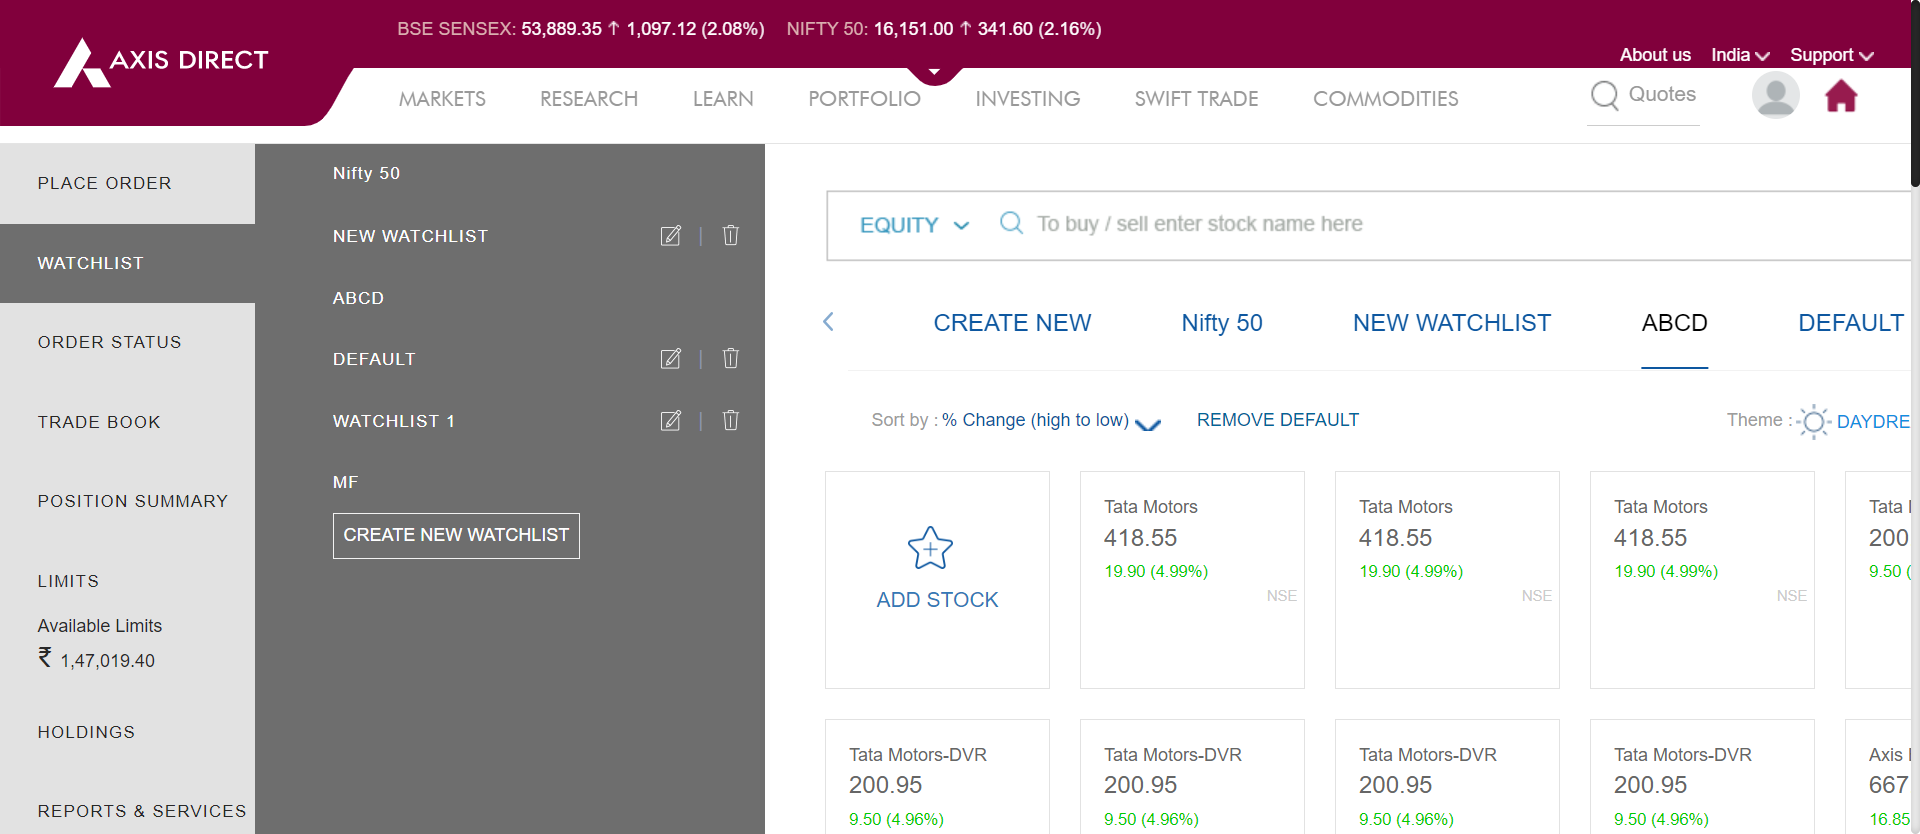 BSE SENSEX: 53,889.35 ↑ 1,097.12 (2.08%) NIFTY 50: 16,151.00 ↑ 341.60 (2.16%)
About us India Support
AXIS DIRECT
MARKETS RESEARCH LEARN PORTFOLIO INVESTING SWIFT TRADE COMMODITIES
Quotes
PLACE ORDER
WATCHLIST
ORDER STATUS
TRADE BOOK
POSITION SUMMARY
LIMITS
Available Limits
₹ 1,47,019.40
HOLDINGS
REPORTS & SERVICES
Nifty 50
NEW WATCHLIST |
ABCD
DEFAULT |
WATCHLIST 1 |
MF
CREATE NEW WATCHLIST
EQUITY To buy / sell enter stock name here
CREATE NEW Nifty 50 NEW WATCHLIST ABCD DEFAULT
Sort by : % Change (high to low) REMOVE DEFAULT Theme : DAYDRE
ADD STOCK
Tata Motors
418.55
19.90 (4.99%)
NSE
Tata Motors
418.55
19.90 (4.99%)
NSE
Tata Motors
418.55
19.90 (4.99%)
NSE
Tata
200
9.50 (
Tata Motors-DVR
200.95
9.50 (4.96%)
Tata Motors-DVR
200.95
9.50 (4.96%)
Tata Motors-DVR
200.95
9.50 (4.96%)
Tata Motors-DVR
200.95
9.50 (4.96%)
Axis
667
16.85